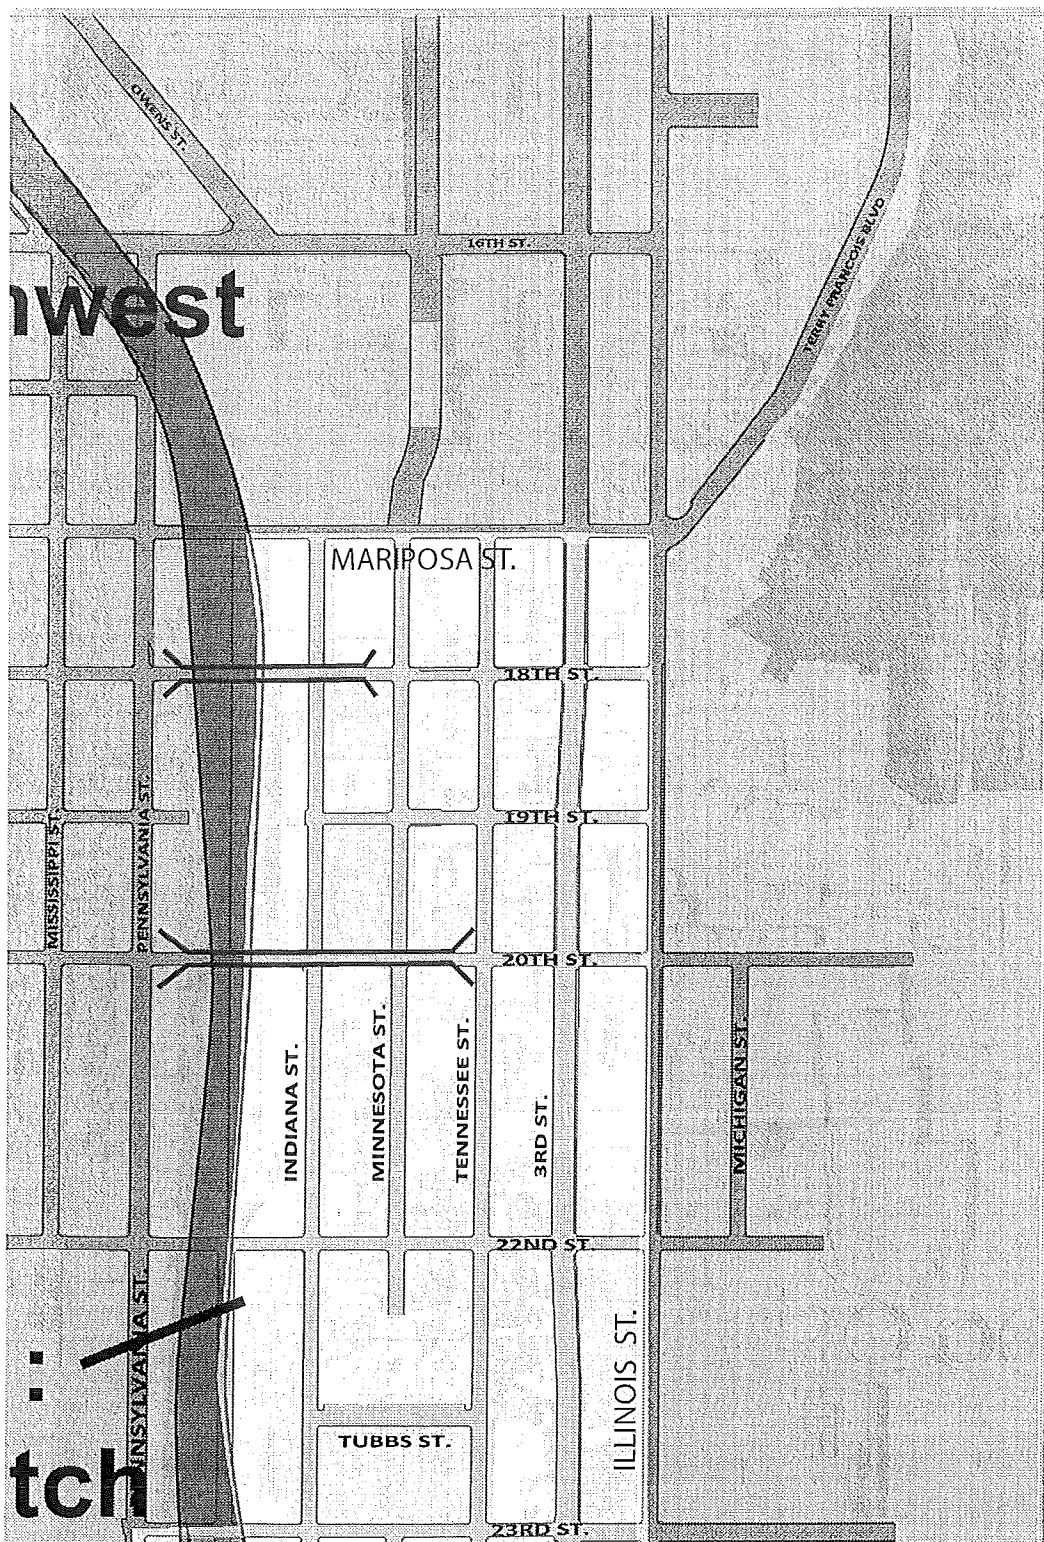 OWENS ST.
16TH ST.
TERRY FRANCOIS BLVD
nwest
MARIPOSA ST.
18TH ST.
19TH ST.
MISSISSIPPI ST.
PENNSYLVANIA ST.
20TH ST.
INDIANA ST.
MINNESOTA ST.
TENNESSEE ST.
3RD ST.
MICHIGAN ST.
22ND ST.
PENNSYLVANIA ST.
:
ILLINOIS ST.
TUBBS ST.
tch
23RD ST.